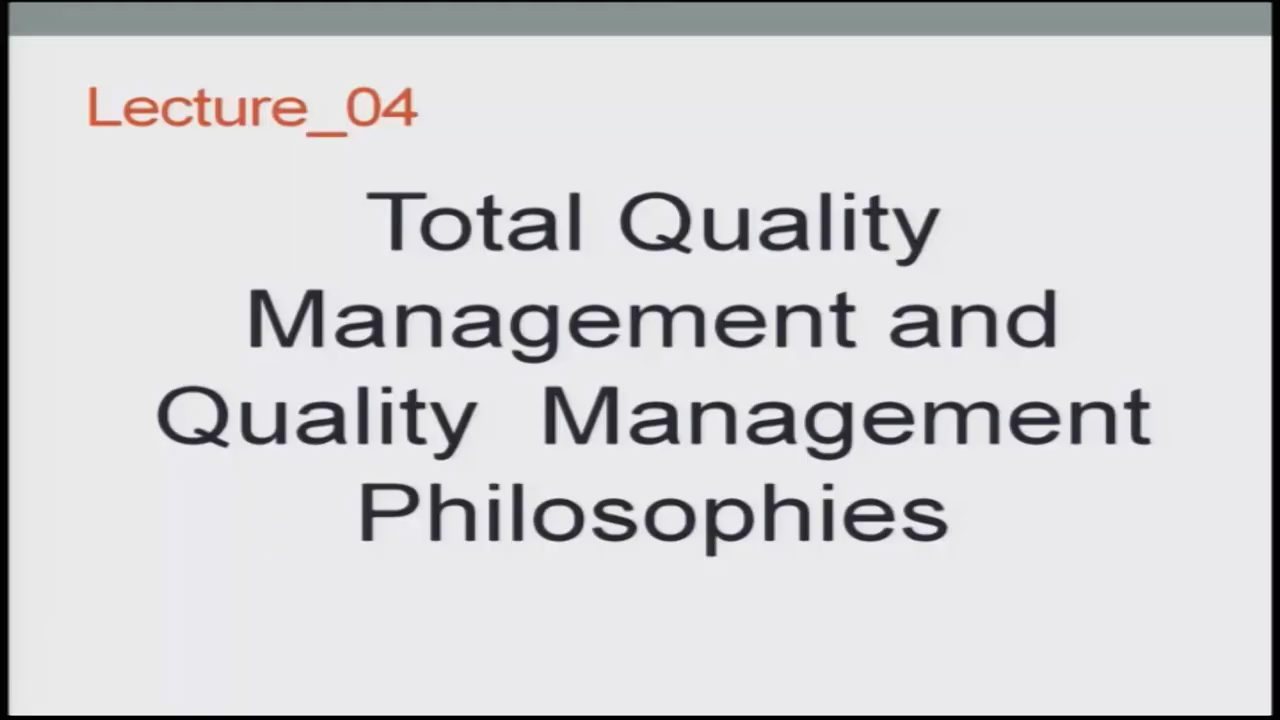 Lecture_04
Total Quality
Management and
Quality Management
Philosophies